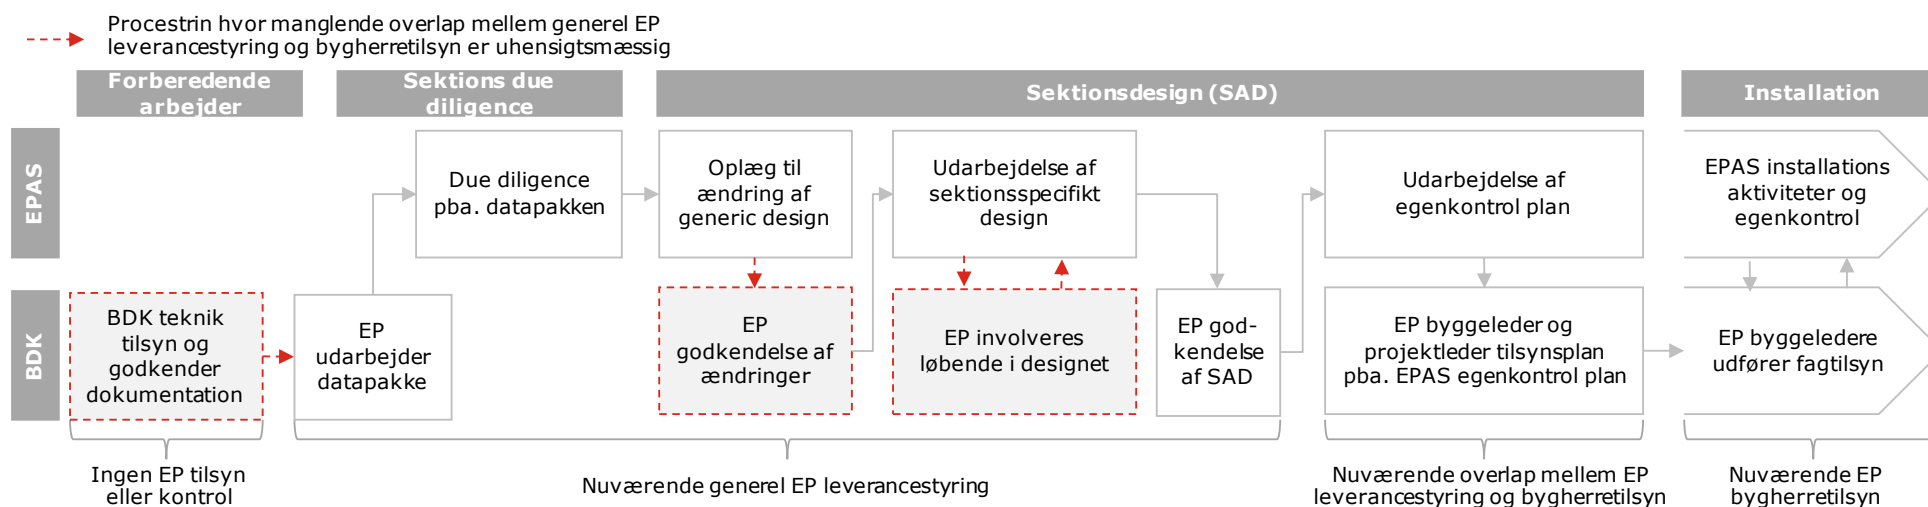 Procestrin hvor manglende overlap mellem generel EP
leverancestyring og bygherretilsyn er uhensigtsmæssig
Forberedende
arbejder
Sektions due
diligence
Sektionsdesign (SAD)
Installation
EPAS
Due diligence
pba. datapakken
Oplæg til
ændring af
generic design
Udarbejdelse af
sektionsspecifikt
design
Udarbejdelse af
egenkontrol plan
EPAS installations
aktiviteter og
egenkontrol
BDK
BDK teknik
tilsyn og
godkender
dokumentation
EP
udarbejder
datapakke
EP
godkendelse af
ændringer
EP involveres
løbende i designet
EP god-
kendelse
af SAD
EP byggeleder og
projektleder tilsynsplan
pba. EPAS egenkontrol plan
EP byggeledere
udfører fagtilsyn
Ingen EP tilsyn
eller kontrol
Nuværende generel EP leverancestyring
Nuværende overlap mellem EP
leverancestyring og bygherretilsyn
Nuværende EP
bygherretilsyn